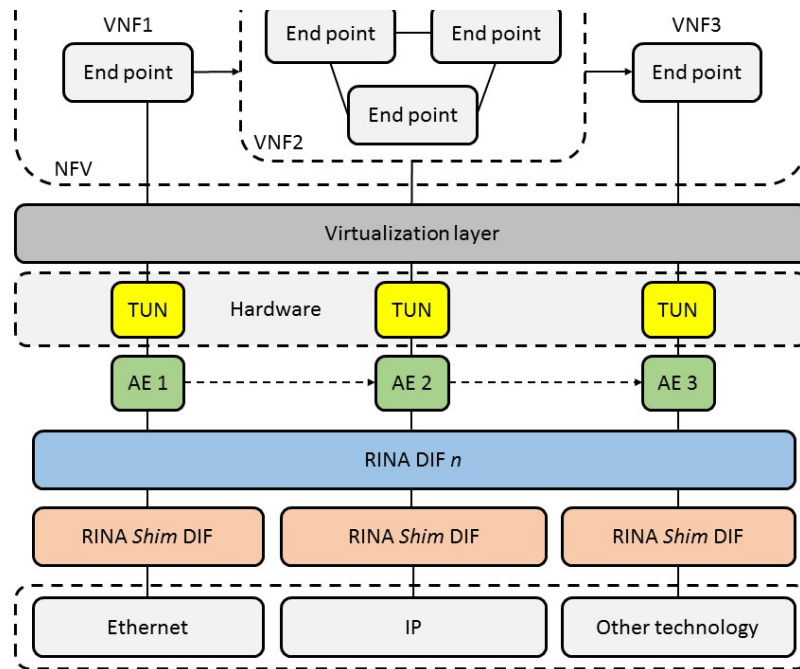 VNF1
VNF3
End point
End point
End point
End point
End point
VNF2
NFV
Virtualization layer
TUN
Hardware
TUN
TUN
AE 1
AE 2
AE 3
RINA DIF n
RINA Shim DIF
RINA Shim DIF
RINA Shim DIF
Ethernet
IP
Other technology